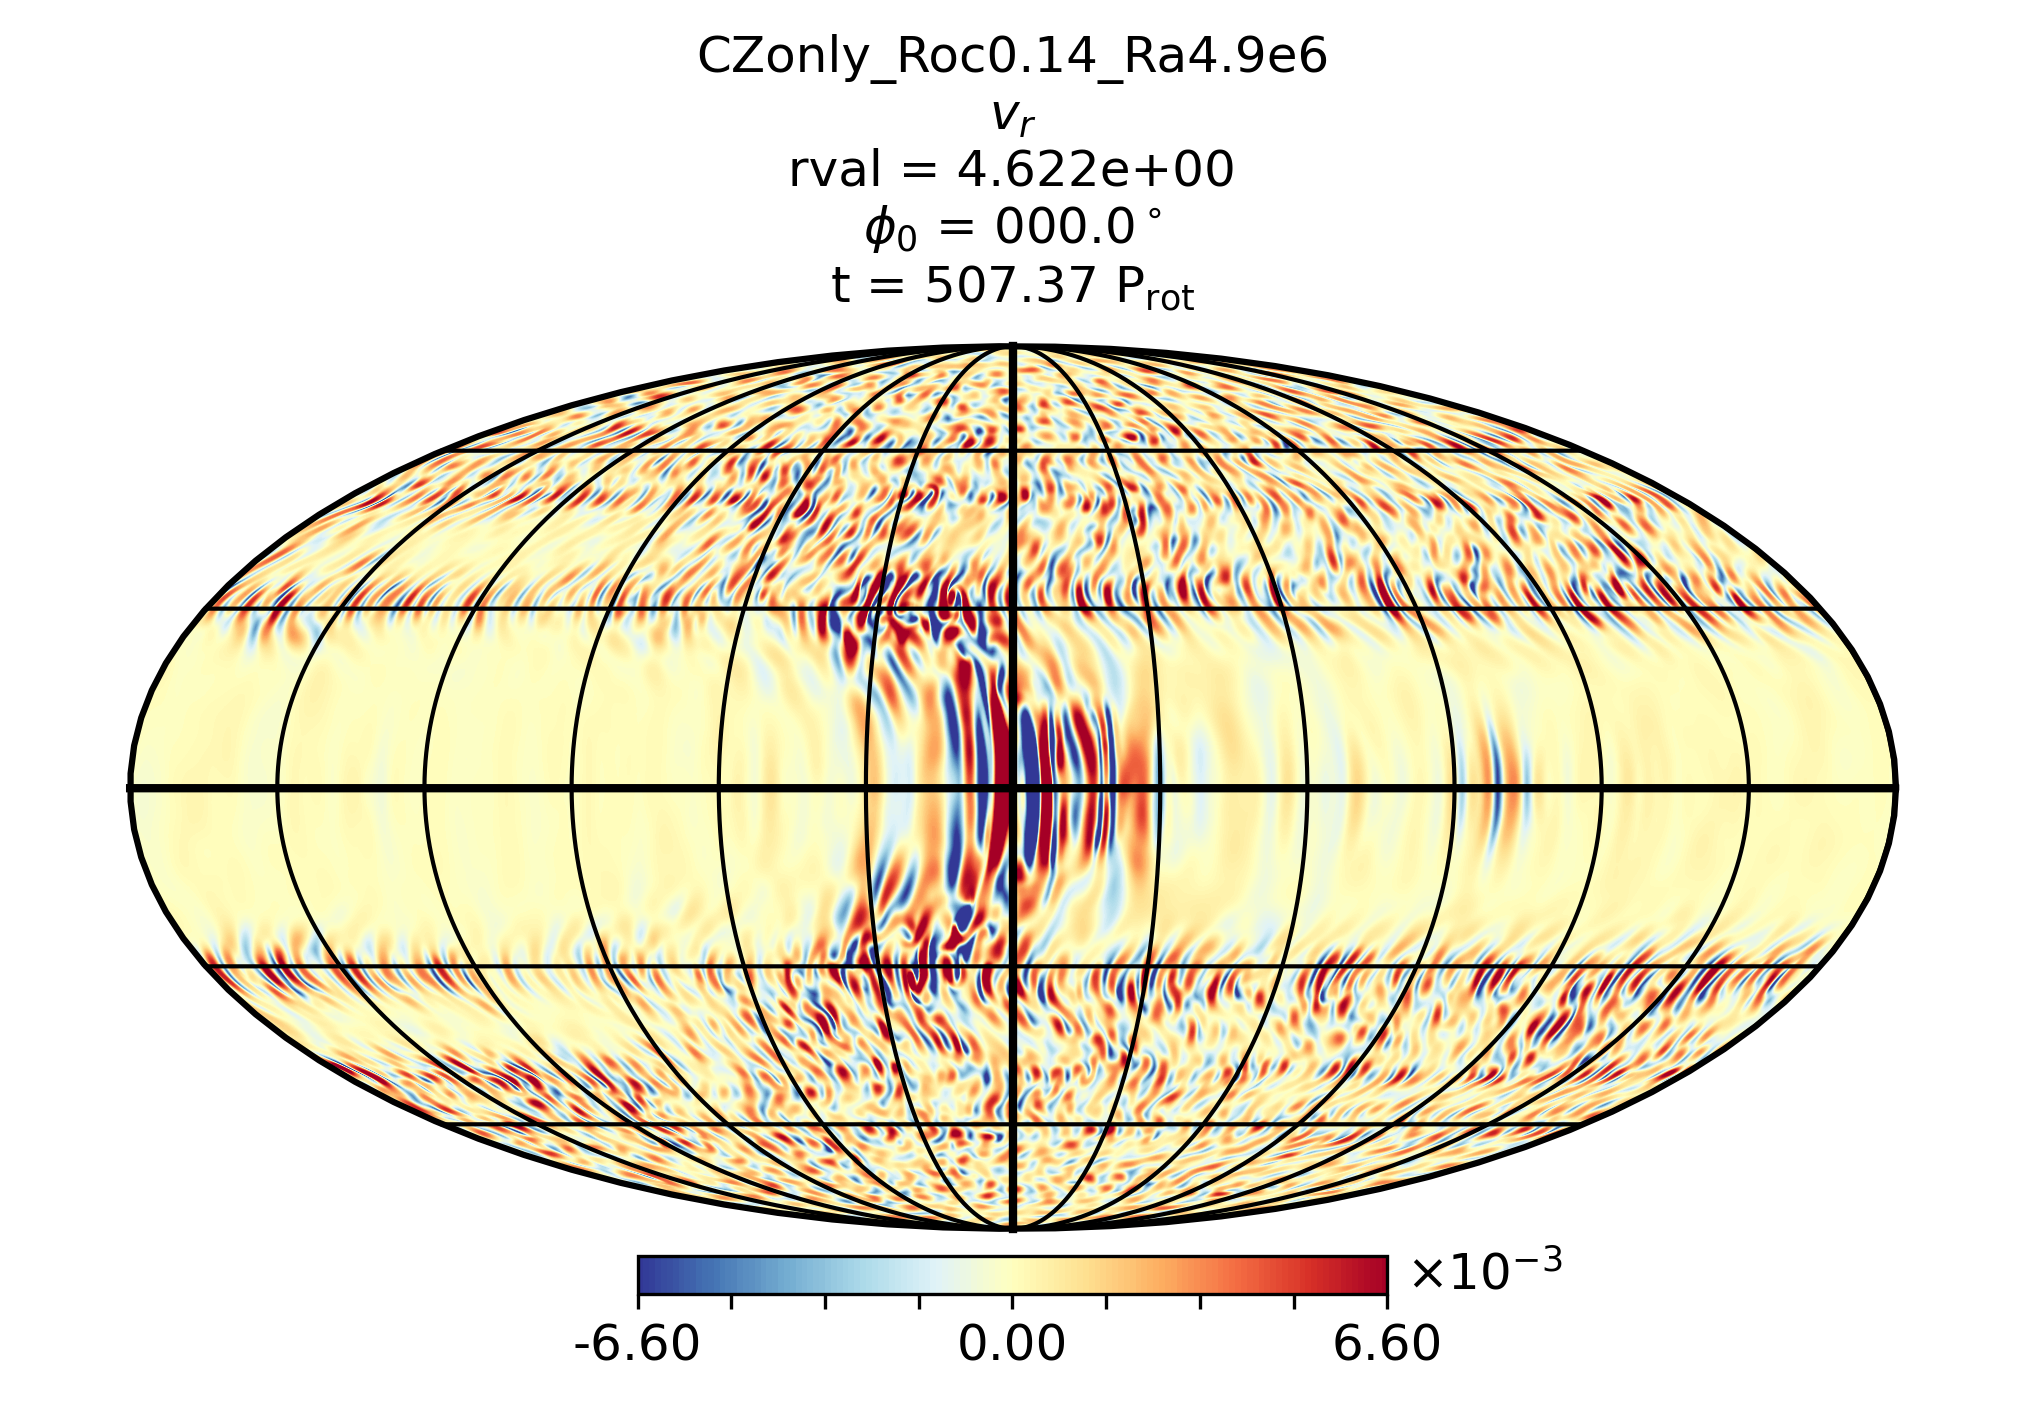 CZonly_Roc0.14_Ra4.9e6
v_r
rval = 4.622e+00
ϕ₀ = 000.0°
t = 507.37 P_rot
×10⁻³
-6.60 0.00 6.60